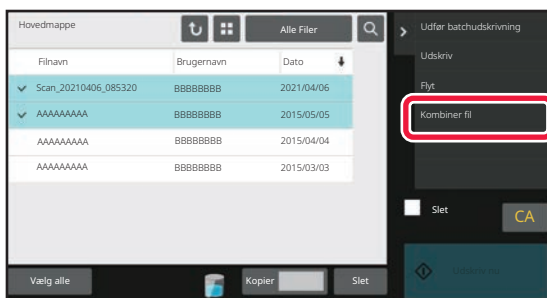 Hovedmappe
Alle Filer
Filnavn Brugernavn Dato
Scan_20210406_085320 BBBBBBBB 2021/04/06
AAAAAAAAA BBBBBBBB 2015/05/05
AAAAAAAAA BBBBBBBB 2015/04/04
AAAAAAAAA BBBBBBBB 2015/03/03
Vælg alle
Kopier
Slet
Udfør batchudskrivning
Udskriv
Flyt
Kombiner fil
Slet
CA